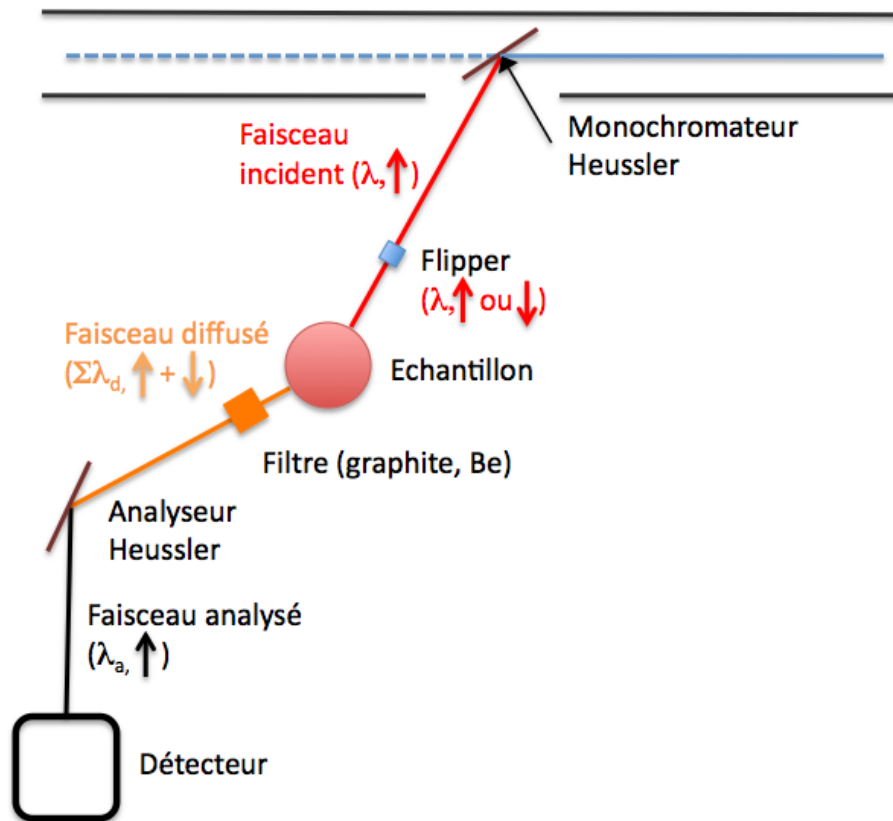 Faisceau
incident (λ,↑)
Monochromateur
Heussler
Flipper
(λ,↑ ou ↓)
Faisceau diffusé
(Σλd, ↑ + ↓)
Echantillon
Filtre (graphite, Be)
Analyseur
Heussler
Faisceau analysé
(λa, ↑)
Détecteur